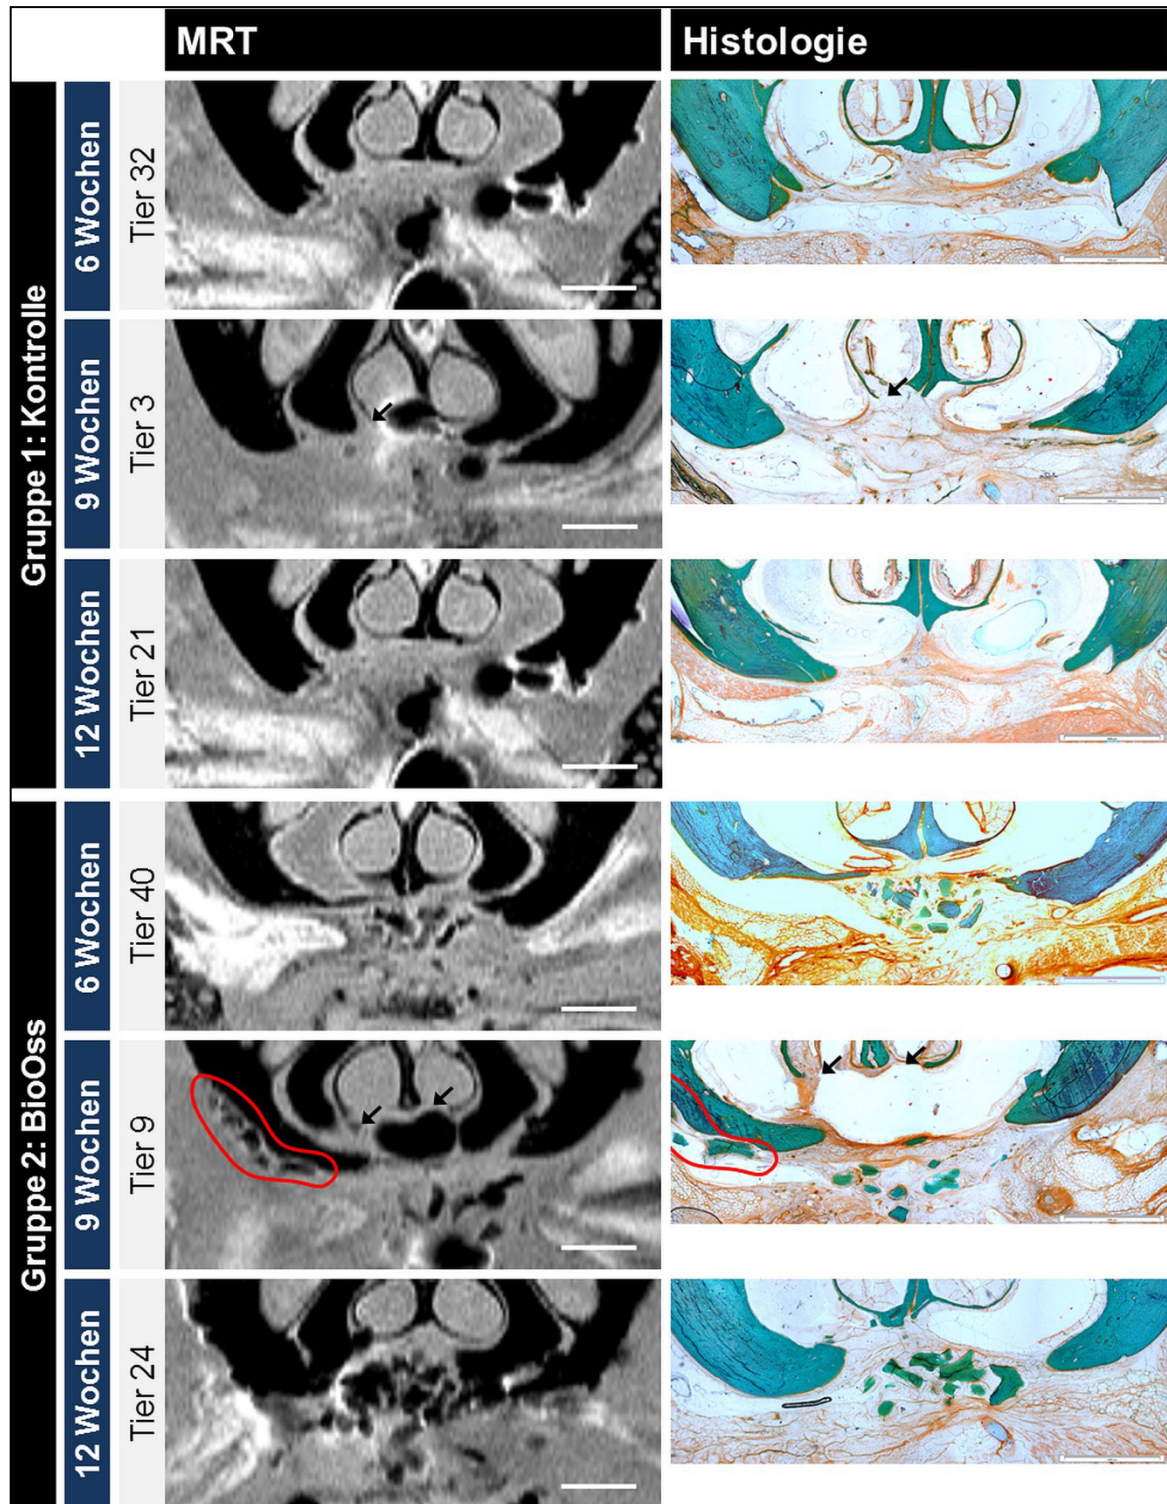 MRT
Histologie
Gruppe 1: Kontrolle
6 Wochen
Tier 32
9 Wochen
Tier 3
12 Wochen
Tier 21
Gruppe 2: BioOss
6 Wochen
Tier 40
9 Wochen
Tier 9
12 Wochen
Tier 24